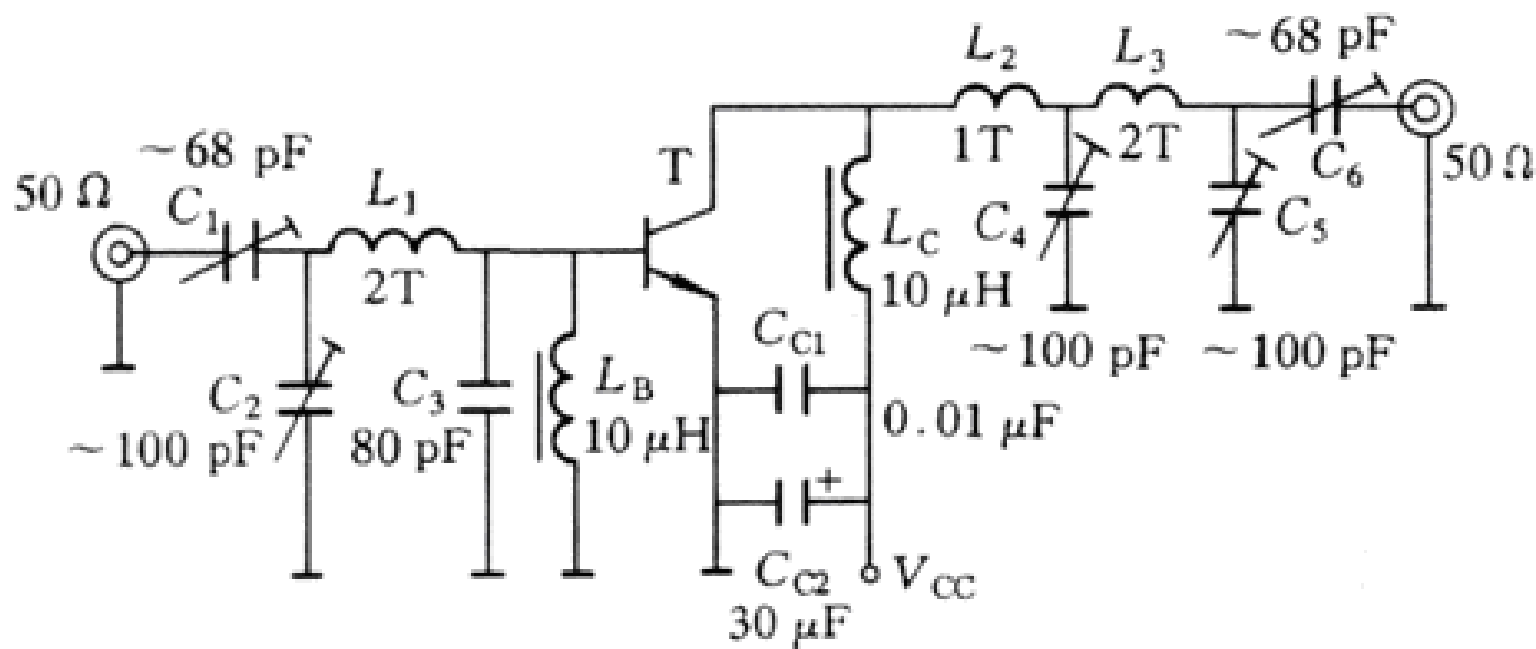 50 Ω
~68 pF
C1
L1
2T
C2
~100 pF
C3
80 pF
LB
10 μH
T
CC1
0.01 μF
CC2
30 μF
VCC
LC
10 μH
L2
1T
L3
2T
C4
~100 pF
C5
~100 pF
~68 pF
C6
50 Ω
+